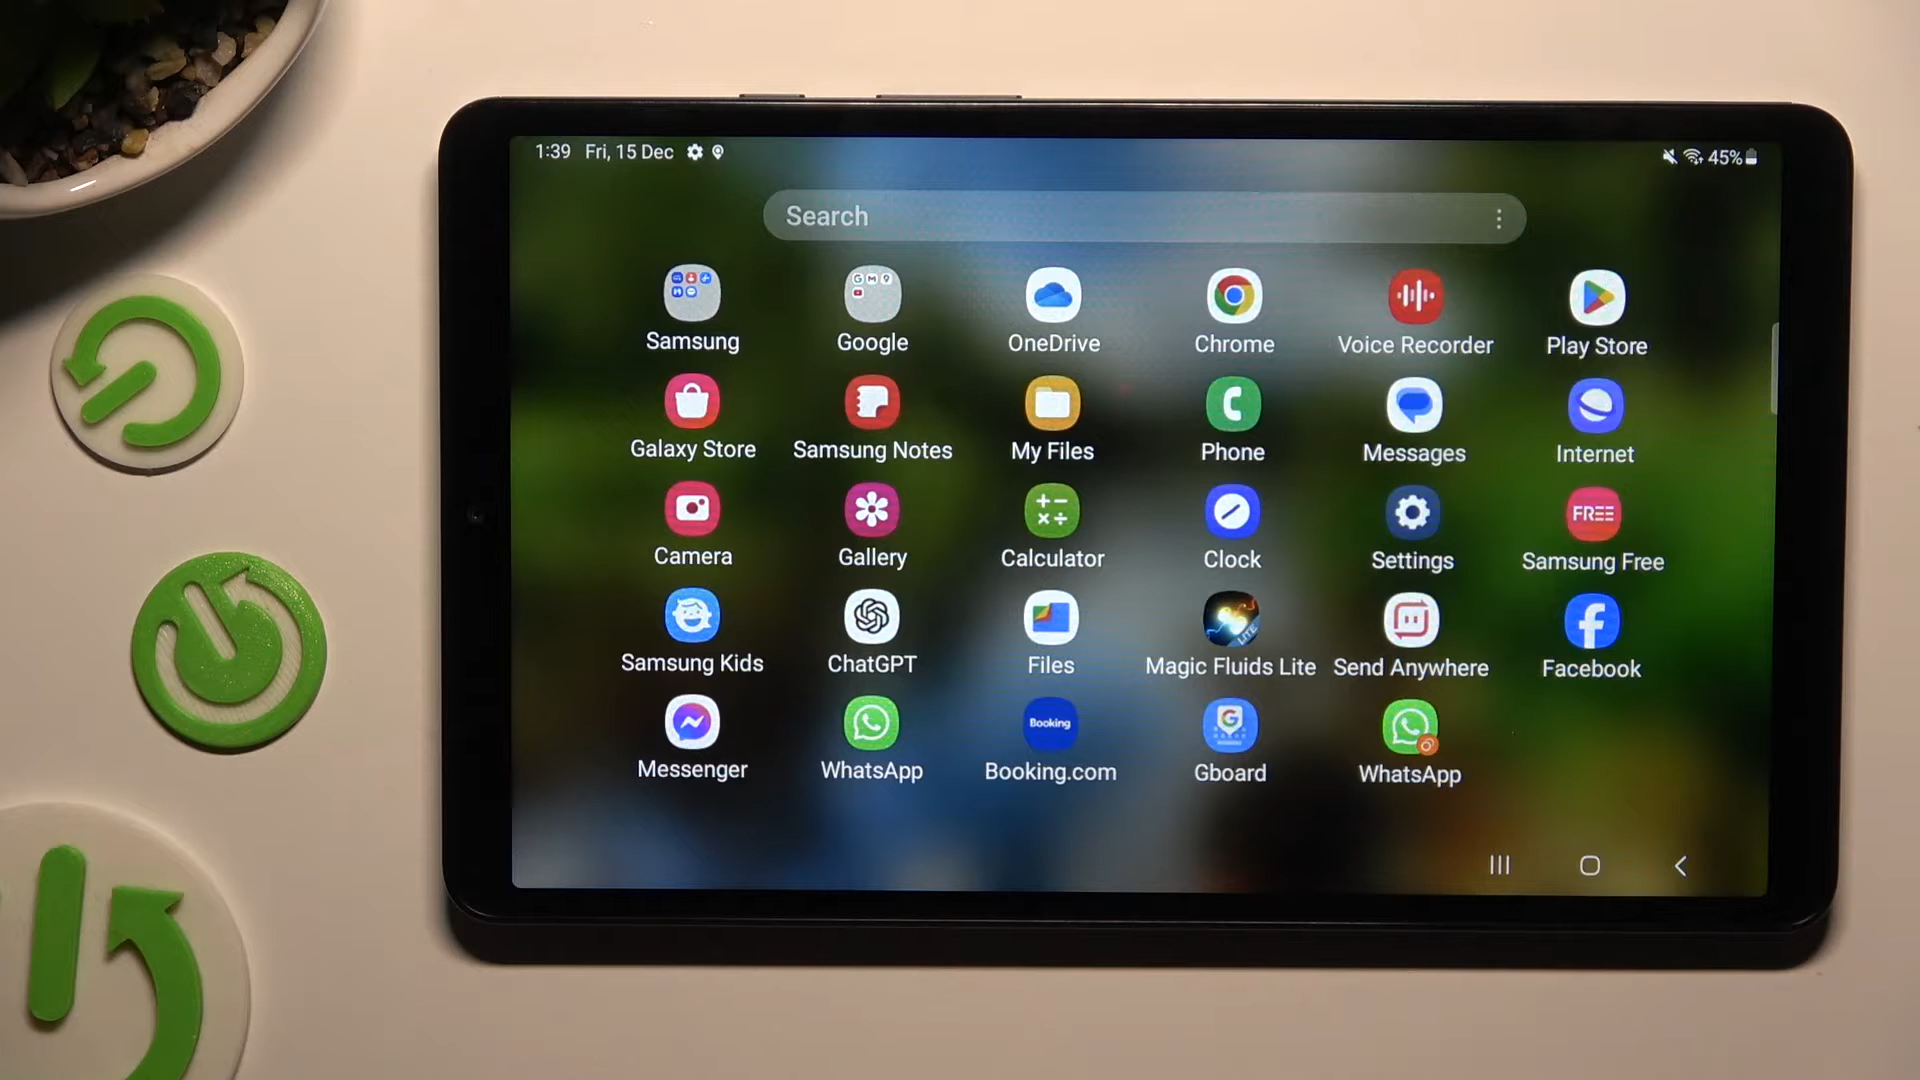 1:39 Fri, 15 Dec 45%
Search
Samsung Google OneDrive Chrome Voice Recorder Play Store
Galaxy Store Samsung Notes My Files Phone Messages Internet
FREE
Camera Gallery Calculator Clock Settings Samsung Free
LITE
Samsung Kids ChatGPT Files Magic Fluids Lite Send Anywhere Facebook
Booking
Messenger WhatsApp Booking.com Gboard WhatsApp